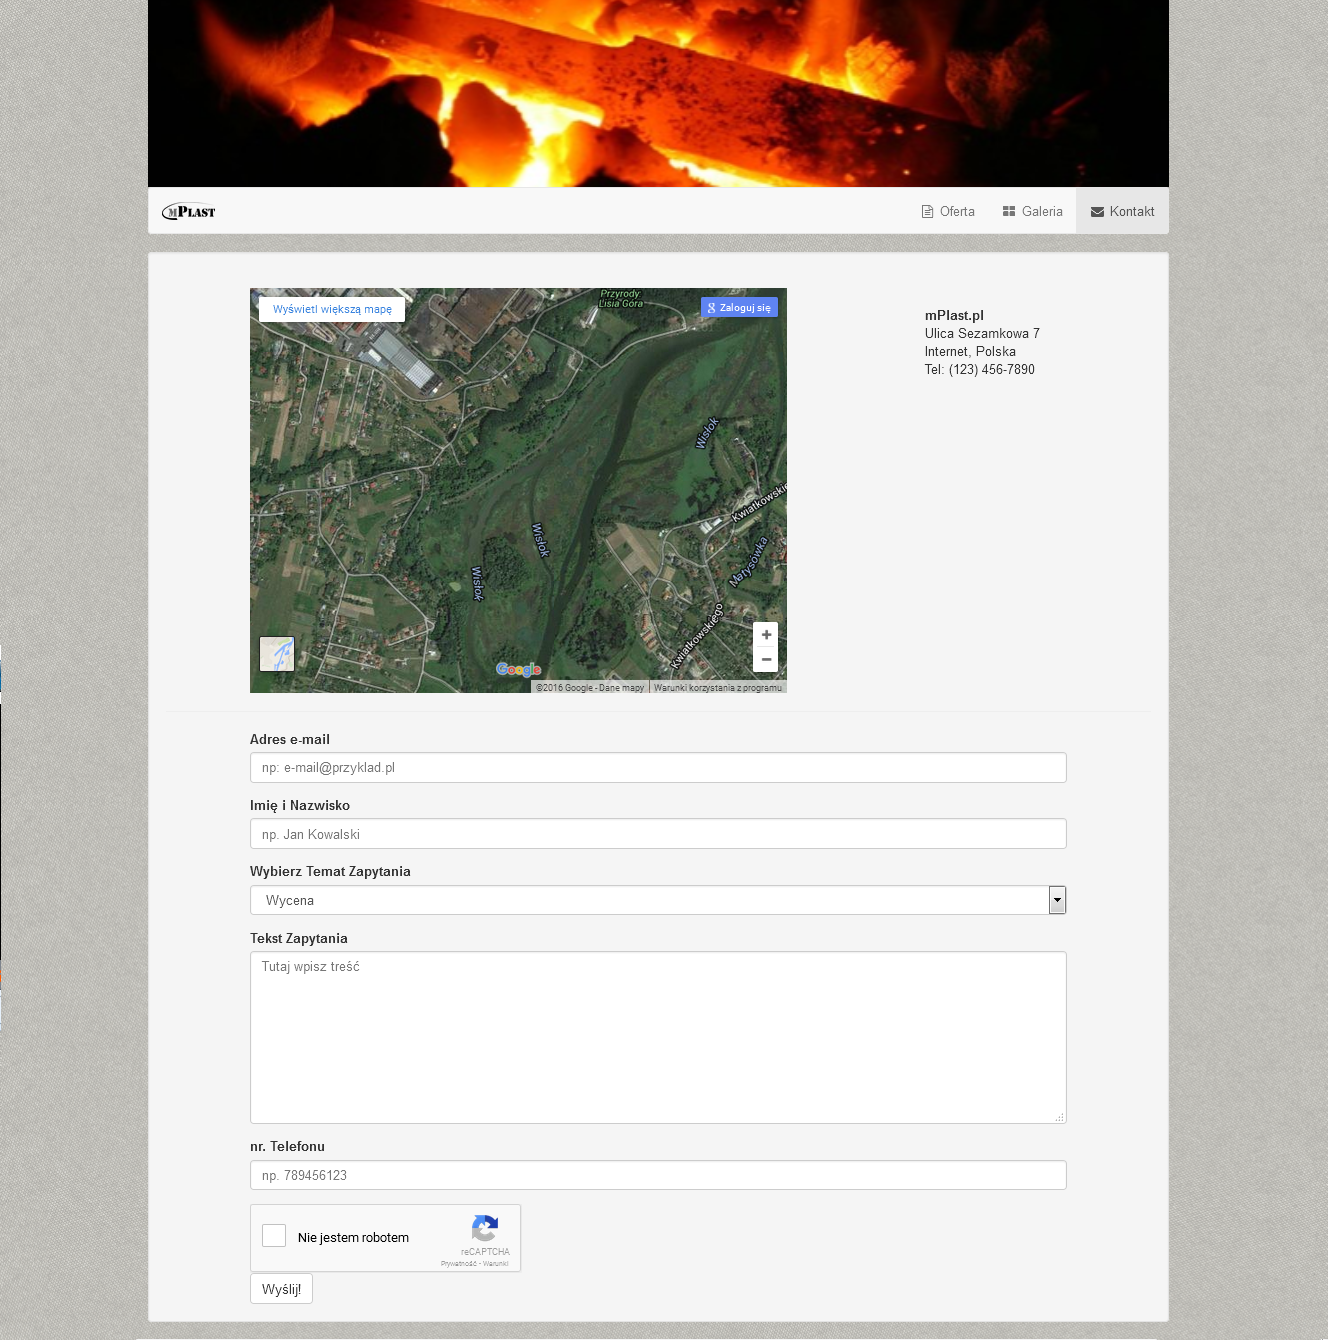 mPlast
Oferta
Galeria
Kontakt
Wyświetl większą mapę
Przyrody:
Lisia Góra
Zaloguj się
mPlast.pl
Ulica Sezamkowa 7
Internet, Polska
Tel: (123) 456-7890
Wisłok
Kwiatkowskie
Wisłok
Matysówka
Wisłok
Kwiatkowskiego
Google
©2016 Google - Dane mapy
Warunki korzystania z programu
Adres e-mail
np: e-mail@przyklad.pl
Imię i Nazwisko
np. Jan Kowalski
Wybierz Temat Zapytania
Wycena
Tekst Zapytania
Tutaj wpisz treść
nr. Telefonu
np. 789456123
Nie jestem robotem
reCAPTCHA
Prywatność - Warunki
Wyślij!